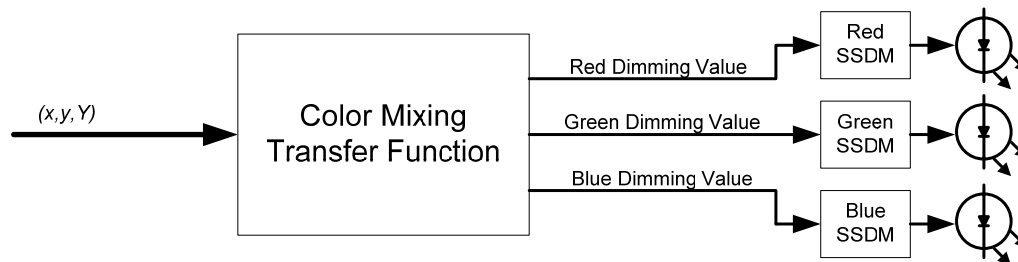 (x,y,Y)
Color Mixing
Transfer Function
Red Dimming Value
Green Dimming Value
Blue Dimming Value
Red
SSDM
Green
SSDM
Blue
SSDM